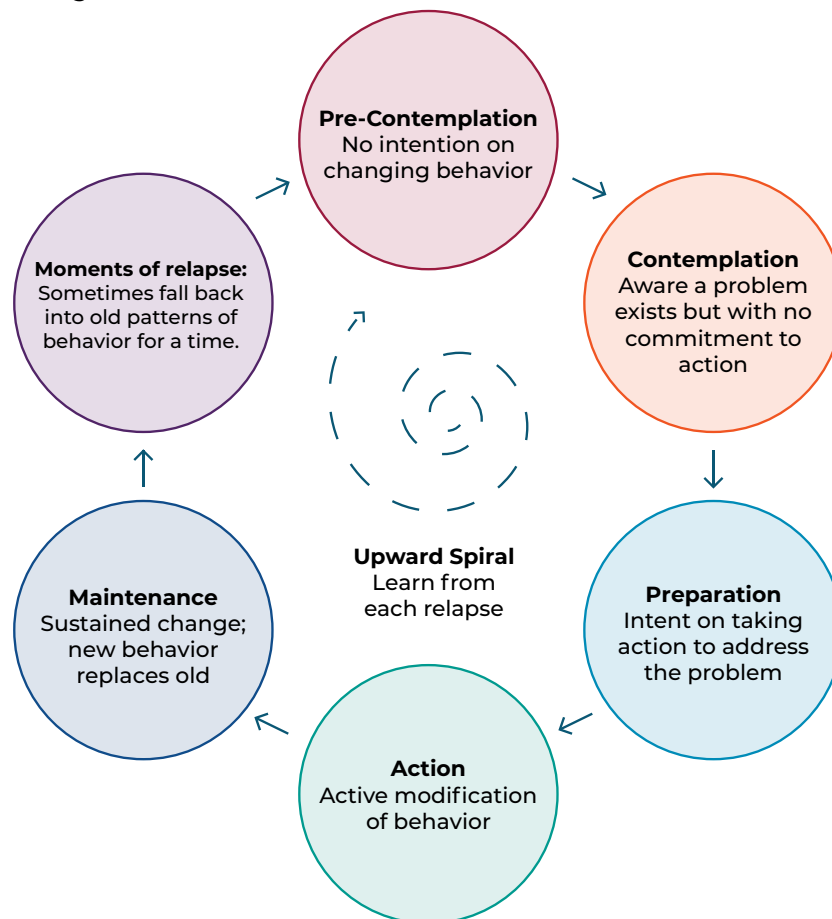 Pre-Contemplation
No intention on
changing behavior
Contemplation
Aware a problem
exists but with no
commitment to
action
Preparation
Intent on taking
action to address
the problem
Action
Active modification
of behavior
Maintenance
Sustained change;
new behavior
replaces old
Moments of relapse:
Sometimes fall back
into old patterns of
behavior for a time.
Upward Spiral
Learn from
each relapse